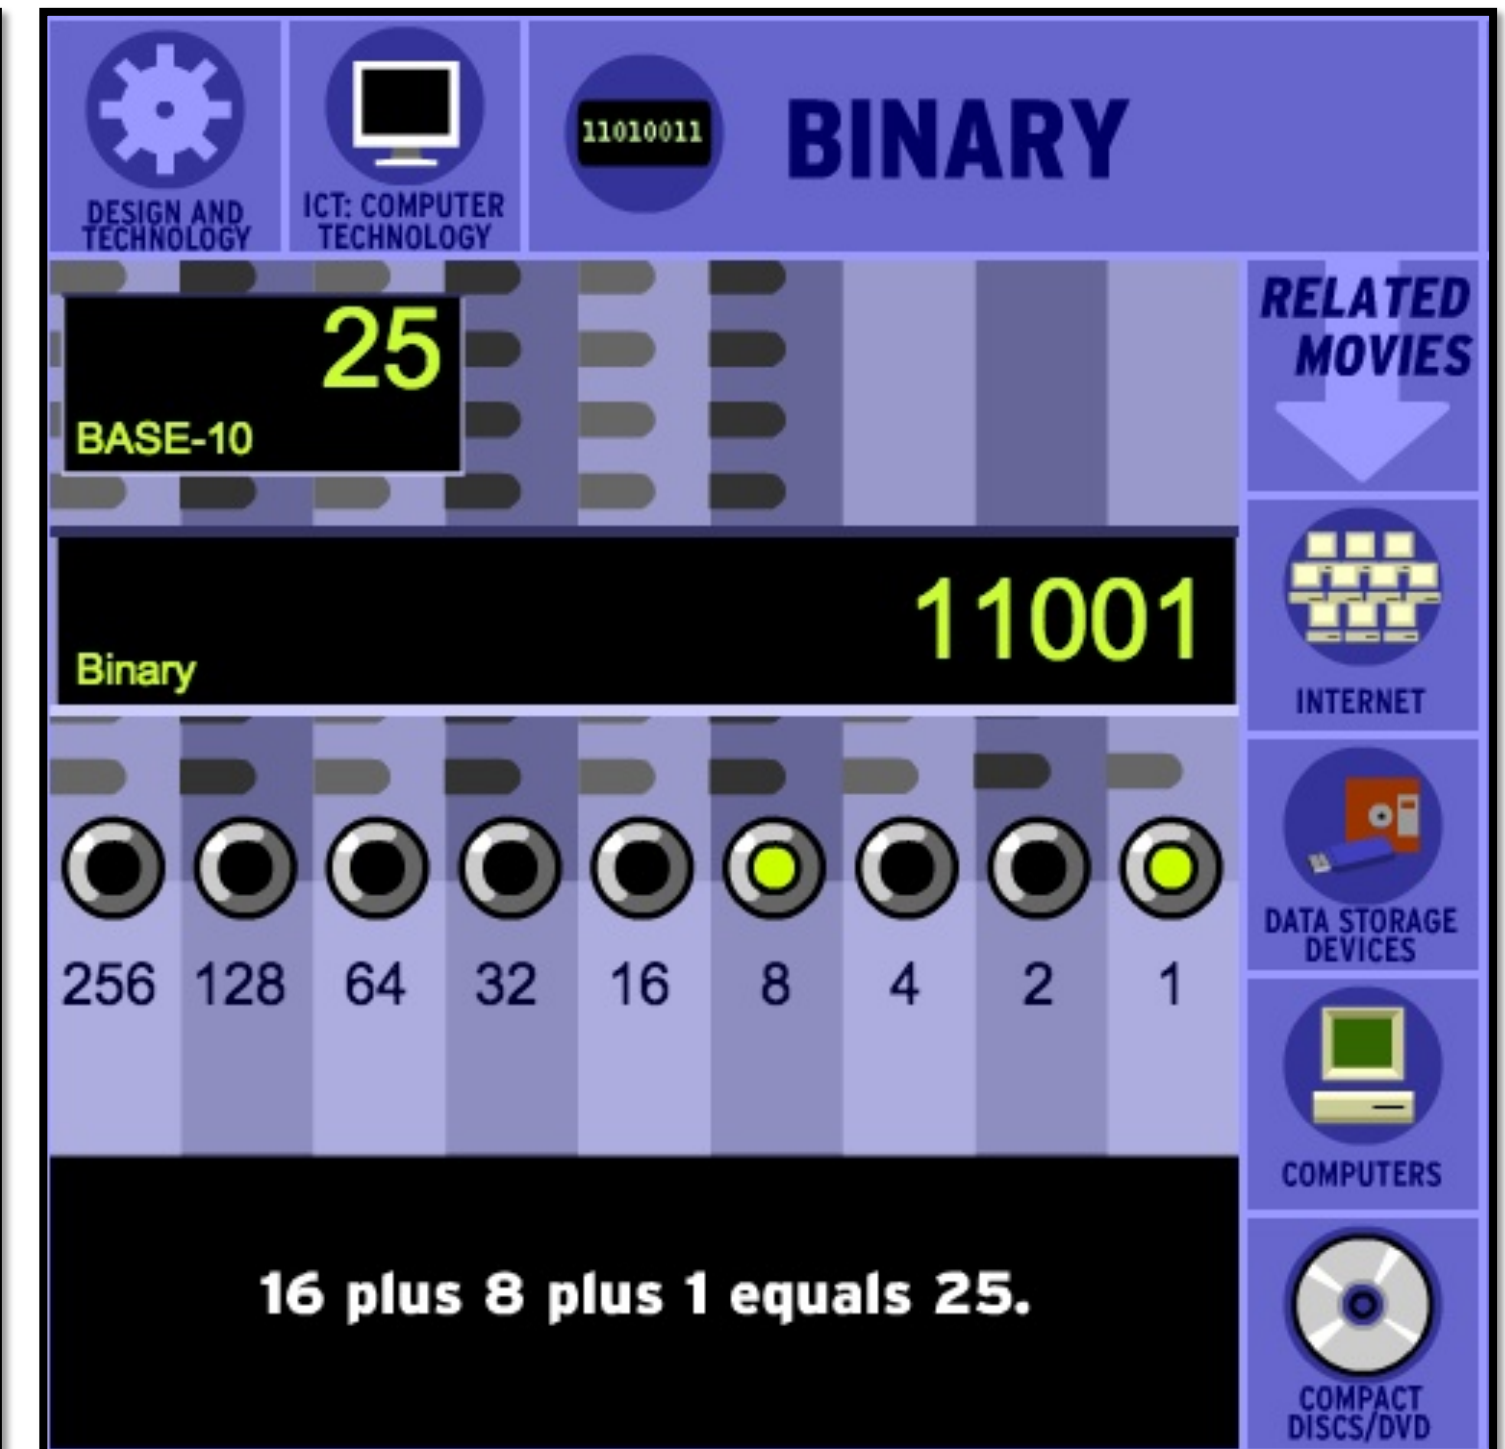 DESIGN AND
TECHNOLOGY
ICT: COMPUTER
TECHNOLOGY
11010011
BINARY
25
BASE-10
11001
Binary
256 128 64 32 16 8 4 2 1
16 plus 8 plus 1 equals 25.
RELATED
MOVIES
INTERNET
DATA STORAGE
DEVICES
COMPUTERS
COMPACT
DISCS/DVD